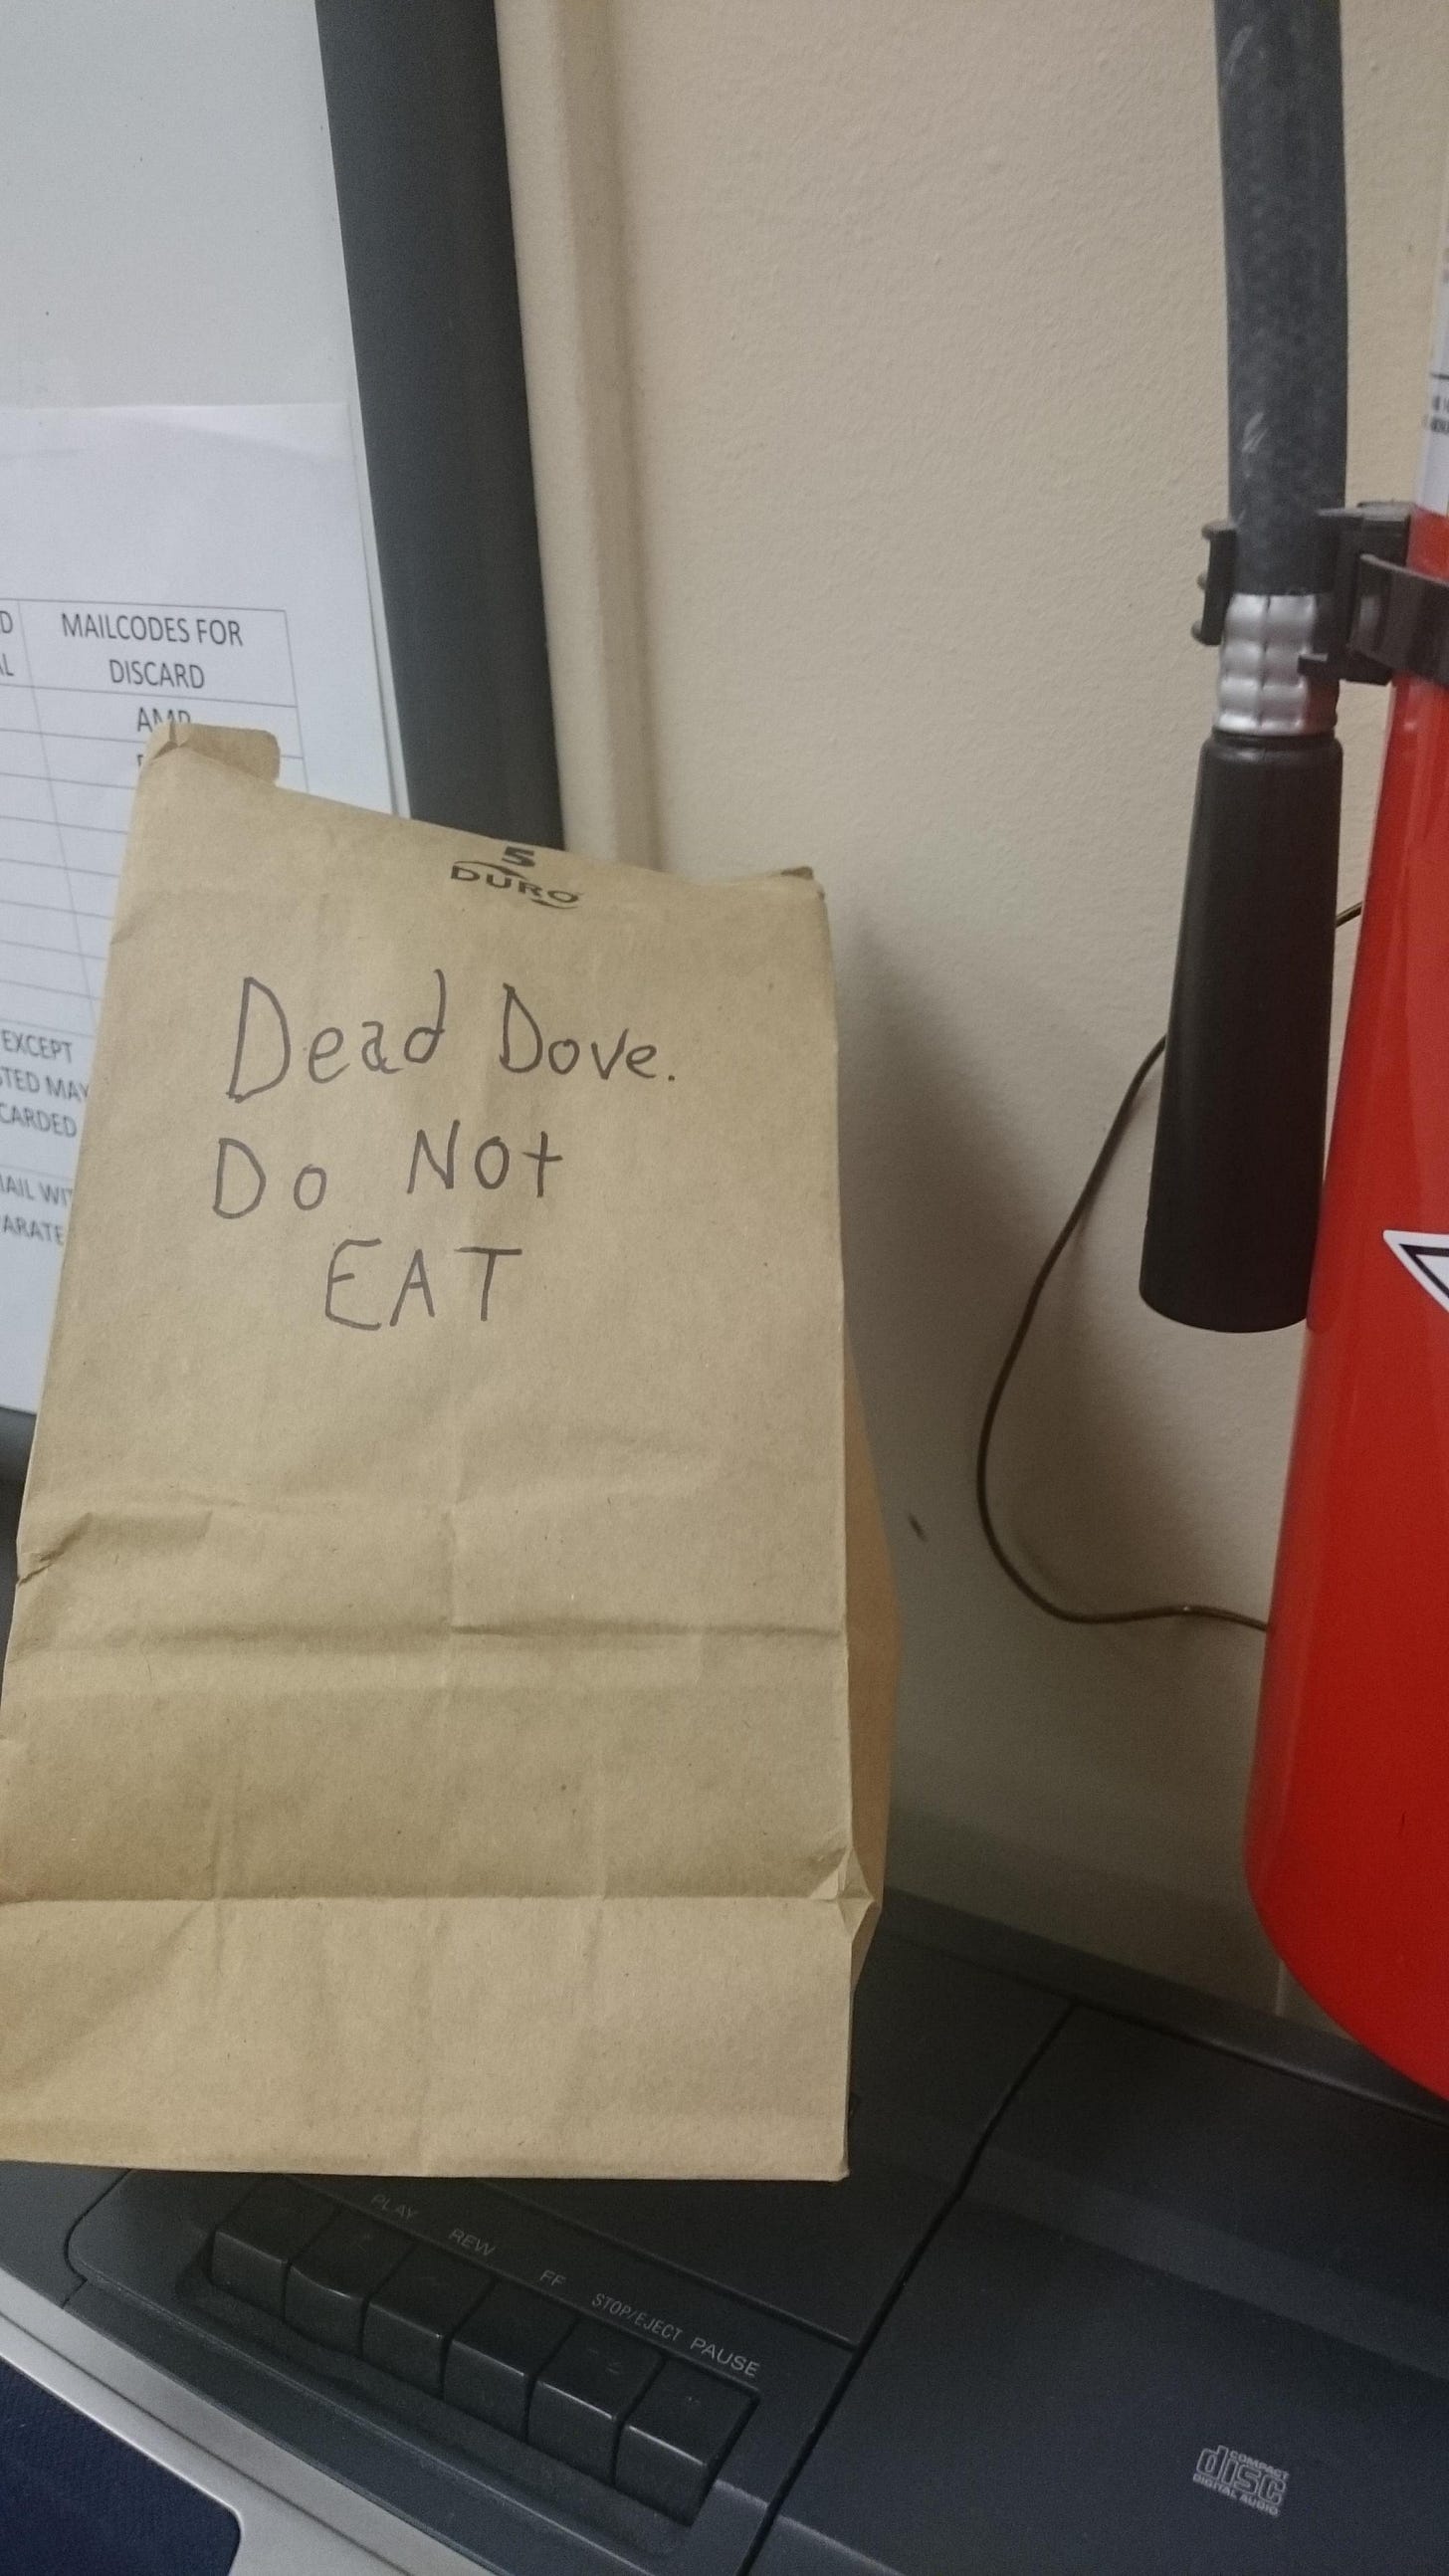 MAILCODES FOR
DISCARD
EXCEPT
5
DURO
Dead Dove.
Do Not
EAT
PLAY
REW
FF
STOP/EJECT
PAUSE
COMPACT
disc
DIGITAL AUDIO